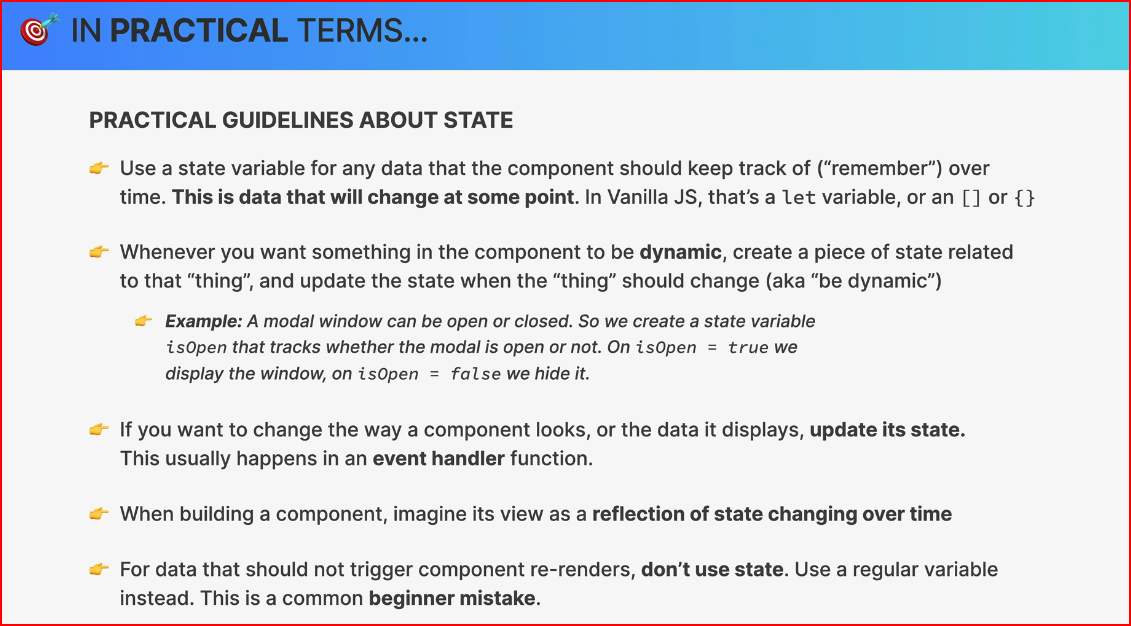 IN PRACTICAL TERMS...
PRACTICAL GUIDELINES ABOUT STATE
Use a state variable for any data that the component should keep track of (“remember”) over
time. This is data that will change at some point. In Vanilla JS, that’s a let variable, or an [] or {}
Whenever you want something in the component to be dynamic, create a piece of state related
to that “thing”, and update the state when the “thing” should change (aka “be dynamic”)
Example: A modal window can be open or closed. So we create a state variable
isOpen that tracks whether the modal is open or not. On isOpen = true we
display the window, on isOpen = false we hide it.
If you want to change the way a component looks, or the data it displays, update its state.
This usually happens in an event handler function.
When building a component, imagine its view as a reflection of state changing over time
For data that should not trigger component re-renders, don’t use state. Use a regular variable
instead. This is a common beginner mistake.